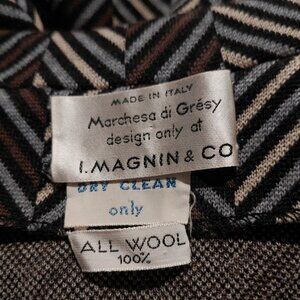 MADE IN ITALY
Marchesa di Grésy
design only at
I. MAGNIN & CO
DRY CLEAN
only
ALL WOOL
100%